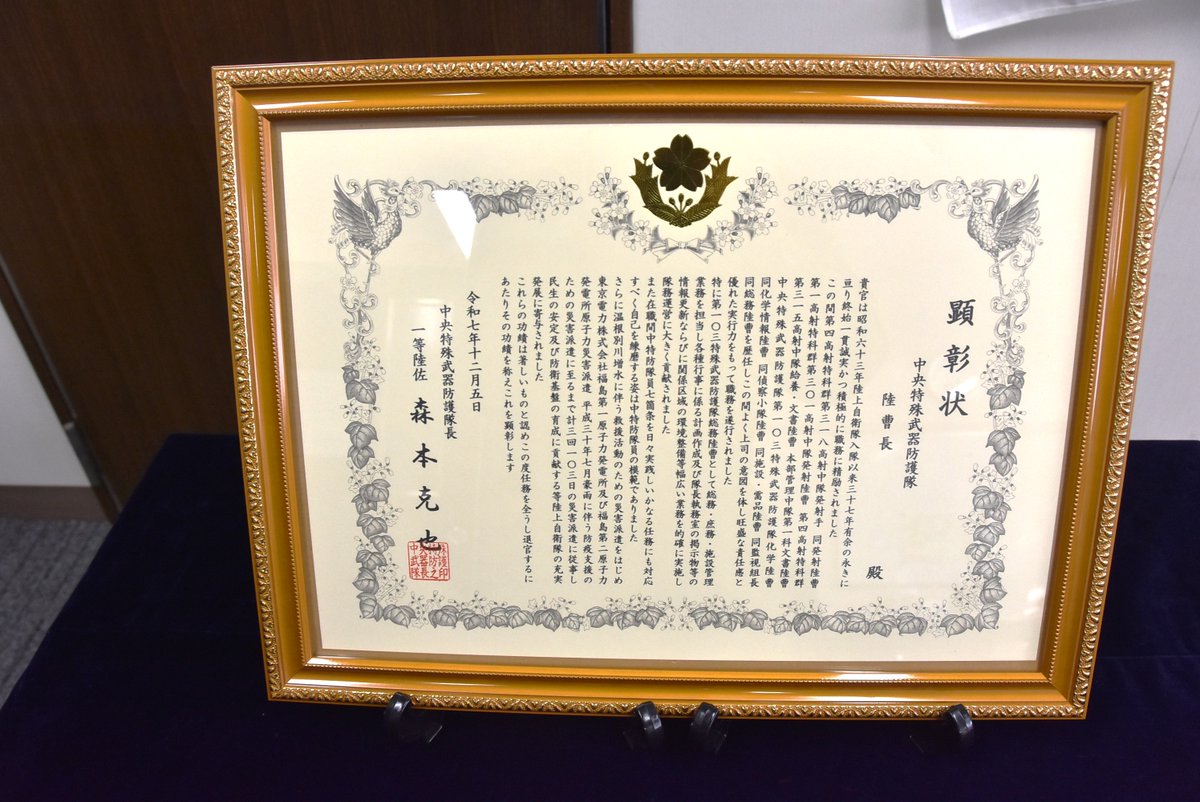 顕彰状
中央特殊武器防護隊
陸曹長
殿
貴官は昭和六十三年陸上自衛隊入隊以来三十七年有余の永きに
亘り終始一貫誠実かつ積極的に職務に精励されました
この間第四高射特科群第三一八高射中隊発射手 同発射陸曹
第一高射特科群第三〇一高射中隊発射陸曹 第四高射特科群
第三一五高射中隊給養・文書陸曹 本部管理中隊第一科文書陸曹
中央特殊武器防護隊第一〇三特殊武器防護隊化学陸曹
同化学情報陸曹 同偵察小隊陸曹 同施設・需品陸曹 同監視組長
同総務陸曹を歴任しこの間よく上司の意図を体し旺盛な責任感と
優れた実行力をもって職務を遂行されました
特に第一〇三特殊武器防護隊総務陸曹として総務・庶務・施設管理
業務を担当し各種行事に係る計画作成及び隊長執務室の掲示物等の
情報更新ならびに関係区域の環境整備等幅広い業務を的確に実施し
隊務運営に大きく貢献されました
また在職間中特防隊員七箇条を日々実践しいかなる任務にも対応
すべく自己を練磨する姿は中特防隊員の模範でありました
さらに温根別川増水に伴う救援活動のための災害派遣をはじめ
東京電力株式会社福島第一原子力発電所及び福島第二原子力
発電所原子力災害派遣 平成三十年七月豪雨に伴う防疫支援の
ための災害派遣に至るまで計三回一〇三日の災害派遣に従事し
民生の安定及び防衛基盤の育成に貢献する等陸上自衛隊の充実
発展に寄与されました
これらの功績は著しいものと認めこの度任務を全うし退官するに
あたりその功績を称えこれを顕彰します
令和七年十二月五日
中央特殊武器防護隊長
一等陸佐 森本克也